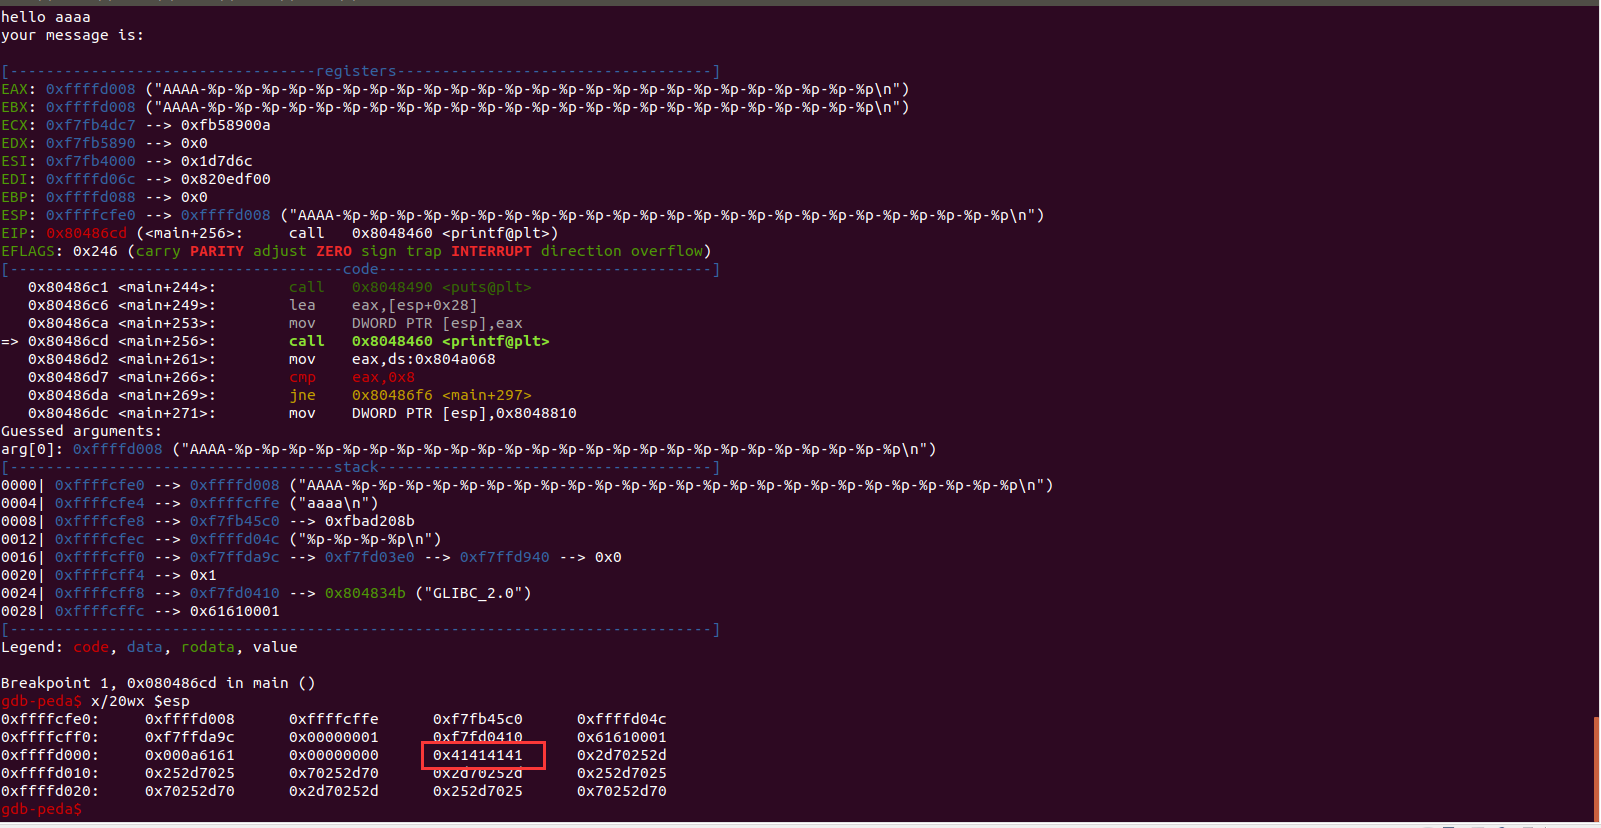 hello aaaa
your message is:
[----------------------------------registers-----------------------------------]
EAX: 0xffffd008 ("AAAA-%p-%p-%p-%p-%p-%p-%p-%p-%p-%p-%p-%p-%p-%p-%p-%p-%p-%p-%p-%p-%p-%p-%p-%p-%p\n")
EBX: 0xffffd008 ("AAAA-%p-%p-%p-%p-%p-%p-%p-%p-%p-%p-%p-%p-%p-%p-%p-%p-%p-%p-%p-%p-%p-%p-%p-%p-%p\n")
ECX: 0xf7fb4dc7 --> 0xfb58900a
EDX: 0xf7fb5890 --> 0x0
ESI: 0xf7fb4000 --> 0x1d7d6c
EDI: 0xffffd06c --> 0x820edf00
EBP: 0xffffd088 --> 0x0
ESP: 0xffffcfe0 --> 0xffffd008 ("AAAA-%p-%p-%p-%p-%p-%p-%p-%p-%p-%p-%p-%p-%p-%p-%p-%p-%p-%p-%p-%p-%p-%p-%p-%p-%p\n")
EIP: 0x80486cd (<main+256>:     call   0x8048460 <printf@plt>)
EFLAGS: 0x246 (carry PARITY adjust ZERO sign trap INTERRUPT direction overflow)
[-------------------------------------code-------------------------------------]
   0x80486c1 <main+244>:        call   0x8048490 <puts@plt>
   0x80486c6 <main+249>:        lea    eax,[esp+0x28]
   0x80486ca <main+253>:        mov    DWORD PTR [esp],eax
=> 0x80486cd <main+256>:        call   0x8048460 <printf@plt>
   0x80486d2 <main+261>:        mov    eax,ds:0x804a068
   0x80486d7 <main+266>:        cmp    eax,0x8
   0x80486da <main+269>:        jne    0x80486f6 <main+297>
   0x80486dc <main+271>:        mov    DWORD PTR [esp],0x8048810
Guessed arguments:
arg[0]: 0xffffd008 ("AAAA-%p-%p-%p-%p-%p-%p-%p-%p-%p-%p-%p-%p-%p-%p-%p-%p-%p-%p-%p-%p-%p-%p-%p-%p-%p\n")
[------------------------------------stack-------------------------------------]
0000| 0xffffcfe0 --> 0xffffd008 ("AAAA-%p-%p-%p-%p-%p-%p-%p-%p-%p-%p-%p-%p-%p-%p-%p-%p-%p-%p-%p-%p-%p-%p-%p-%p-%p\n")
0004| 0xffffcfe4 --> 0xffffcffe ("aaaa\n")
0008| 0xffffcfe8 --> 0xf7fb45c0 --> 0xfbad208b
0012| 0xffffcfec --> 0xffffd04c ("%p-%p-%p-%p\n")
0016| 0xffffcff0 --> 0xf7ffda9c --> 0xf7fd03e0 --> 0xf7ffd940 --> 0x0
0020| 0xffffcff4 --> 0x1
0024| 0xffffcff8 --> 0xf7fd0410 --> 0x804834b ("GLIBC_2.0")
0028| 0xffffcffc --> 0x61610001
[------------------------------------------------------------------------------]
Legend: code, data, rodata, value
Breakpoint 1, 0x080486cd in main ()
gdb-peda$ x/20wx $esp
0xffffcfe0:     0xffffd008      0xffffcffe      0xf7fb45c0      0xffffd04c
0xffffcff0:     0xf7ffda9c      0x00000001      0xf7fd0410      0x61610001
0xffffd000:     0x000a6161      0x00000000      0x41414141      0x2d70252d
0xffffd010:     0x252d7025      0x70252d70      0x2d70252d      0x252d7025
0xffffd020:     0x70252d70      0x2d70252d      0x252d7025      0x70252d70
gdb-peda$